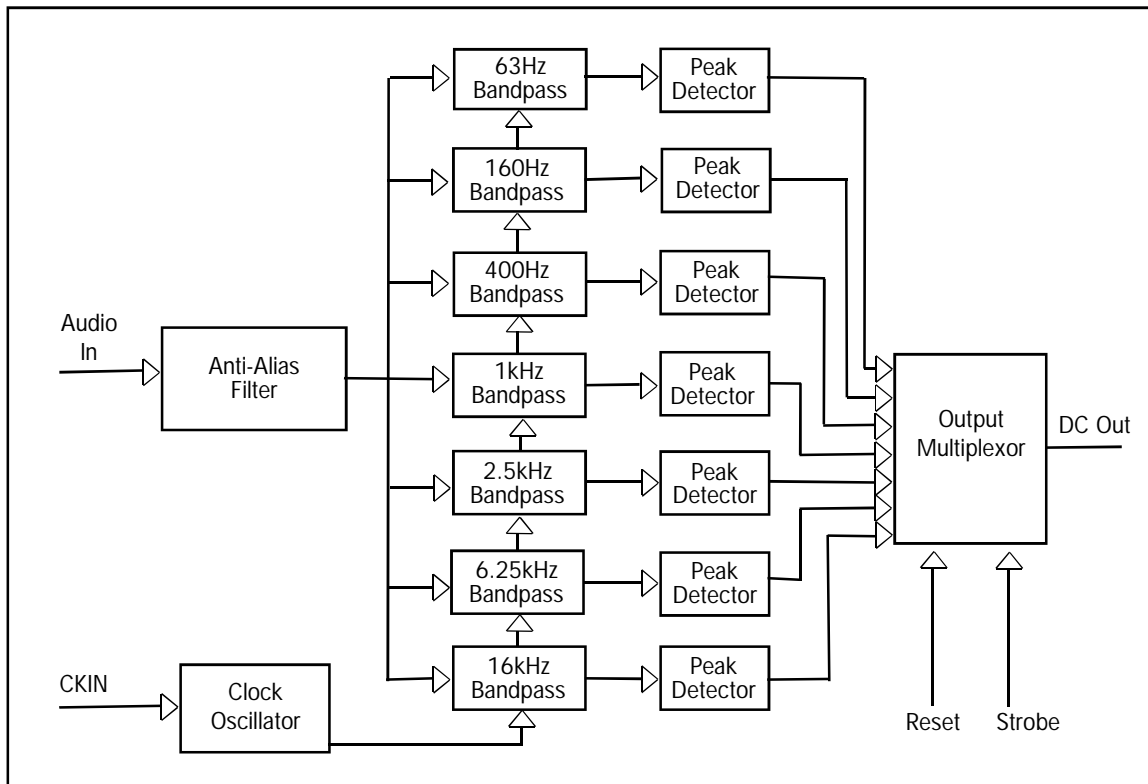 63Hz
Bandpass
Peak
Detector
160Hz
Bandpass
Peak
Detector
400Hz
Bandpass
Peak
Detector
Audio
In
Anti-Alias
Filter
1kHz
Bandpass
Peak
Detector
Output
Multiplexor
DC Out
2.5kHz
Bandpass
Peak
Detector
6.25kHz
Bandpass
Peak
Detector
CKIN
Clock
Oscillator
16kHz
Bandpass
Peak
Detector
Reset
Strobe